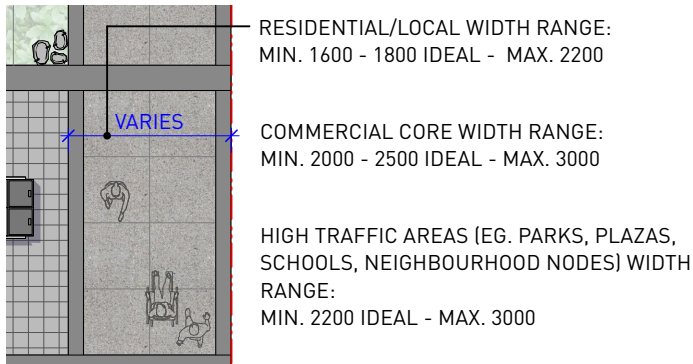 RESIDENTIAL/LOCAL WIDTH RANGE:
MIN. 1600 - 1800 IDEAL - MAX. 2200
VARIES
COMMERCIAL CORE WIDTH RANGE:
MIN. 2000 - 2500 IDEAL - MAX. 3000
HIGH TRAFFIC AREAS (EG. PARKS, PLAZAS,
SCHOOLS, NEIGHBOURHOOD NODES) WIDTH
RANGE:
MIN. 2200 IDEAL - MAX. 3000